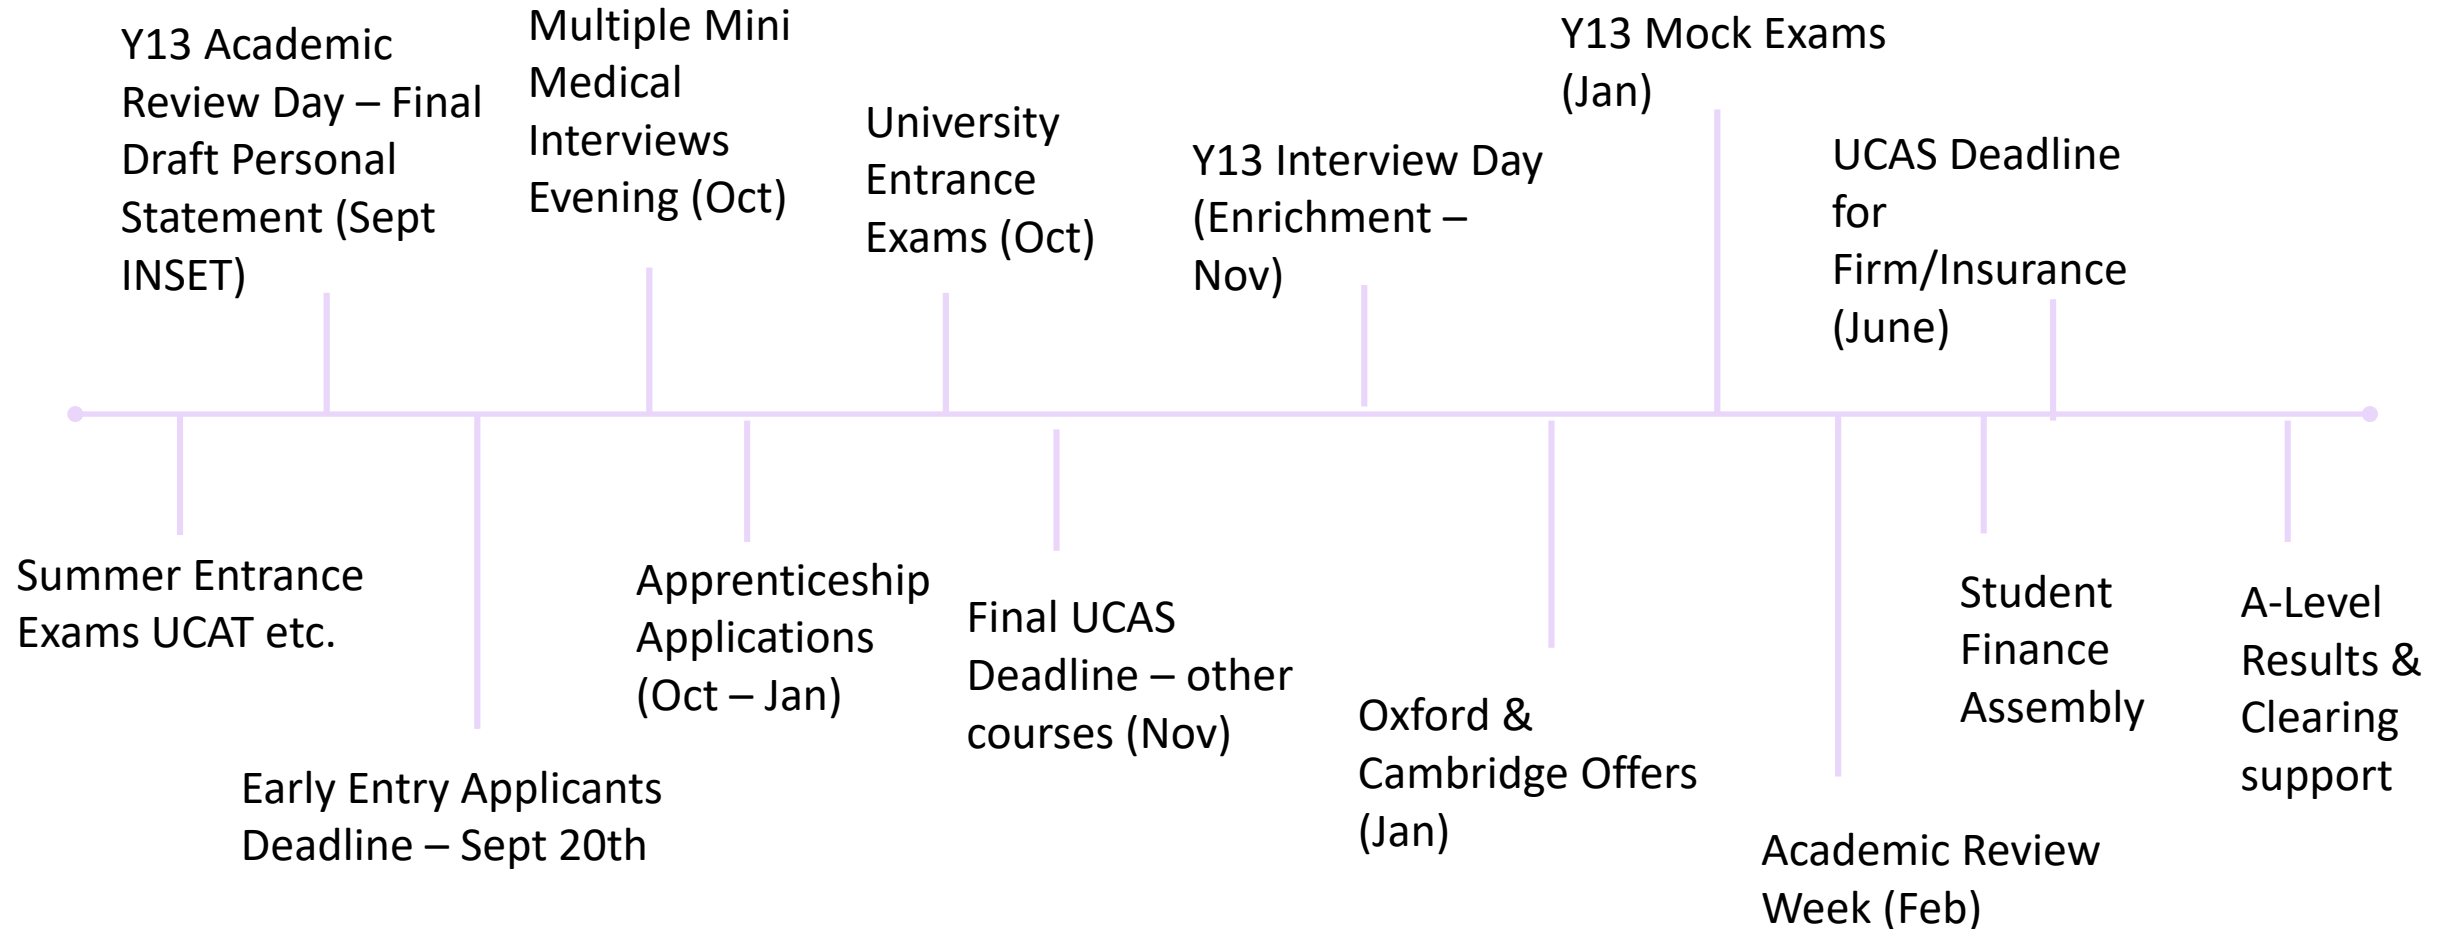 Y13 Academic
Review Day – Final
Draft Personal
Statement (Sept
INSET)
Multiple Mini
Medical
Interviews
Evening (Oct)
University
Entrance
Exams (Oct)
Y13 Interview Day
(Enrichment –
Nov)
Y13 Mock Exams
(Jan)
UCAS Deadline
for
Firm/Insurance
(June)
Summer Entrance
Exams UCAT etc.
Early Entry Applicants
Deadline – Sept 20th
Apprenticeship
Applications
(Oct – Jan)
Final UCAS
Deadline – other
courses (Nov)
Oxford &
Cambridge Offers
(Jan)
Academic Review
Week (Feb)
Student
Finance
Assembly
A-Level
Results &
Clearing
support